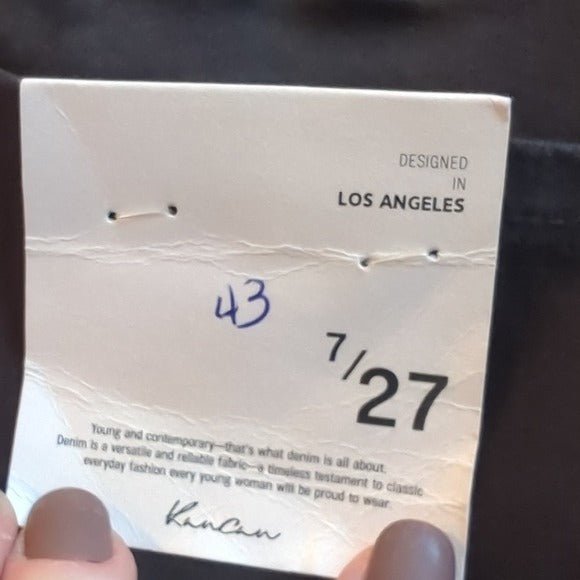 DESIGNED
IN
LOS ANGELES
43
7/27
Young and contemporary—that's what denim is all about.
Denim is a versatile and reliable fabric—a timeless testament to classic
everyday fashion every young woman will be proud to wear
KanCan